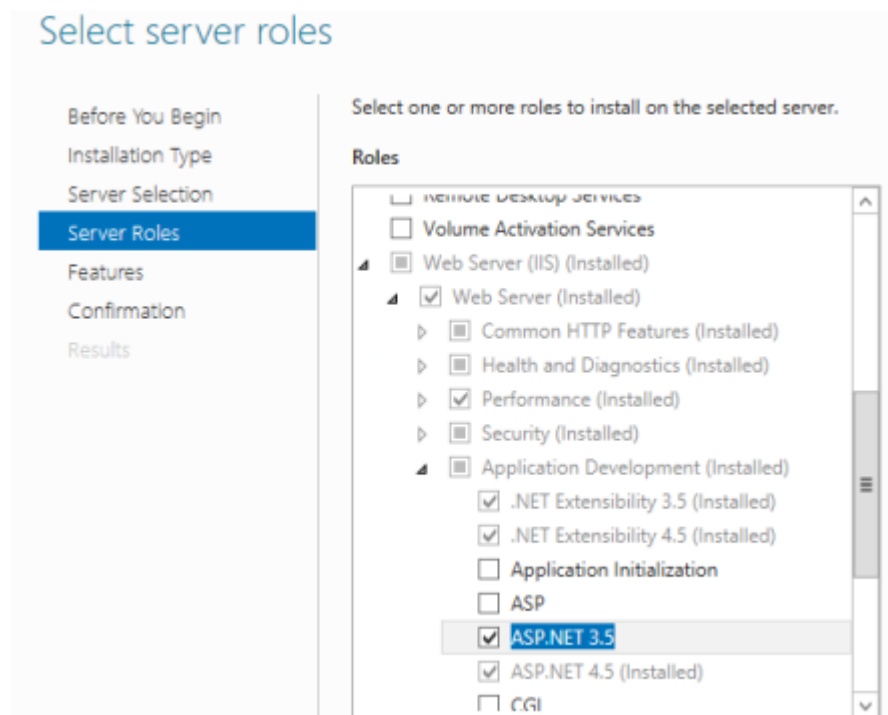 Select server roles
Before You Begin
Installation Type
Server Selection
Server Roles
Features
Confirmation
Results
Select one or more roles to install on the selected server.
Roles
Remote Desktop Services
Volume Activation Services
Web Server (IIS) (Installed)
Web Server (Installed)
Common HTTP Features (Installed)
Health and Diagnostics (Installed)
Performance (Installed)
Security (Installed)
Application Development (Installed)
.NET Extensibility 3.5 (Installed)
.NET Extensibility 4.5 (Installed)
Application Initialization
ASP
ASP.NET 3.5
ASP.NET 4.5 (Installed)
CGI